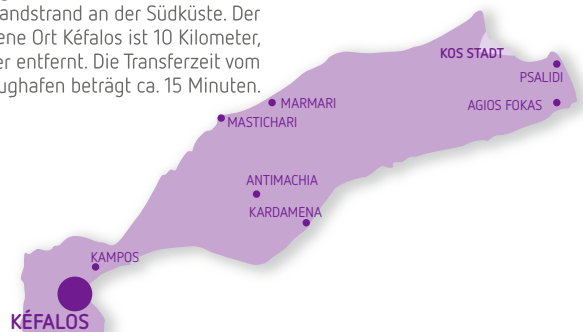 andstrand an der Südküste. Der
ene Ort Kéfalos ist 10 Kilometer,
er entfernt. Die Transferzeit vom
ughafen beträgt ca. 15 Minuten.
KOS STADT
PSALIDI
MARMARI
AGIOS FOKAS
MASTICHARI
ANTIMACHIA
KARDAMENA
KAMPOS
KÉFALOS